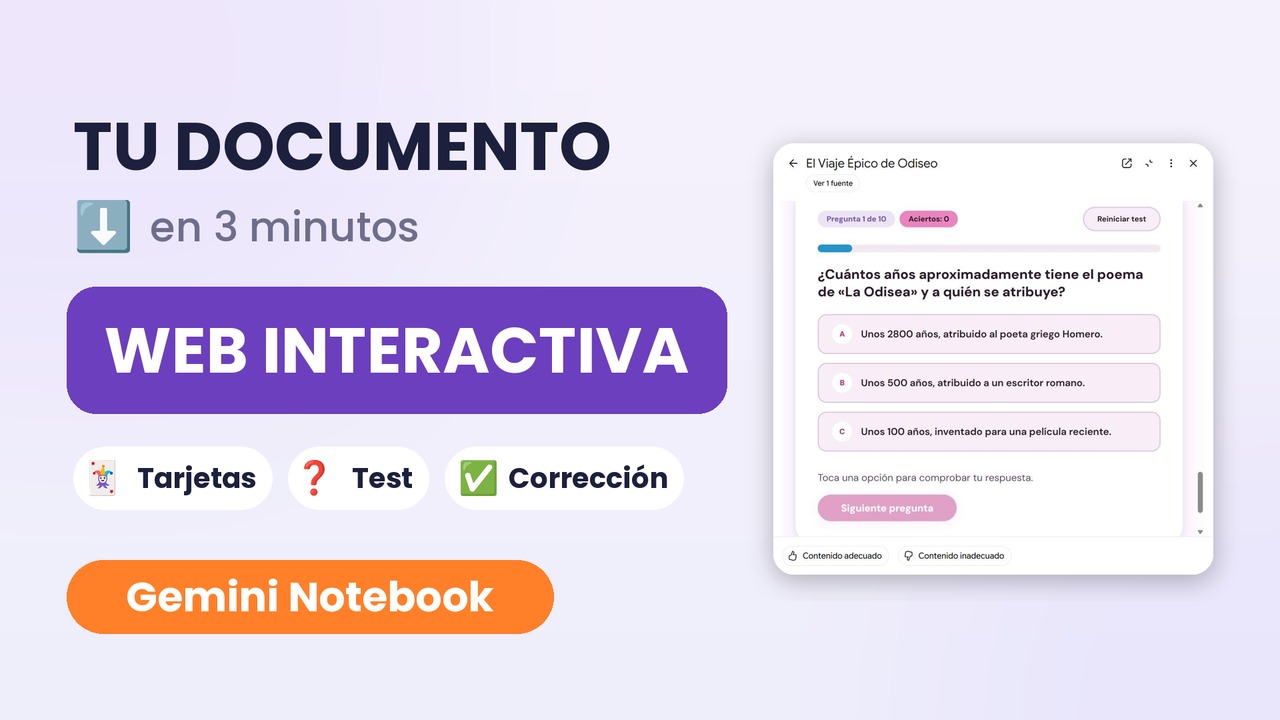 TU DOCUMENTO
en 3 minutos
WEB INTERACTIVA
Tarjetas
Test
Corrección
Gemini Notebook
El Viaje Épico de Odiseo
Ver 1 fuente
Pregunta 1 de 10
Aciertos: 0
Reiniciar test
¿Cuántos años aproximadamente tiene el poema
de «La Odisea» y a quién se atribuye?
A Unos 2800 años, atribuido al poeta griego Homero.
B Unos 500 años, atribuido a un escritor romano.
C Unos 100 años, inventado para una película reciente.
Toca una opción para comprobar tu respuesta.
Siguiente pregunta
Contenido adecuado
Contenido inadecuado